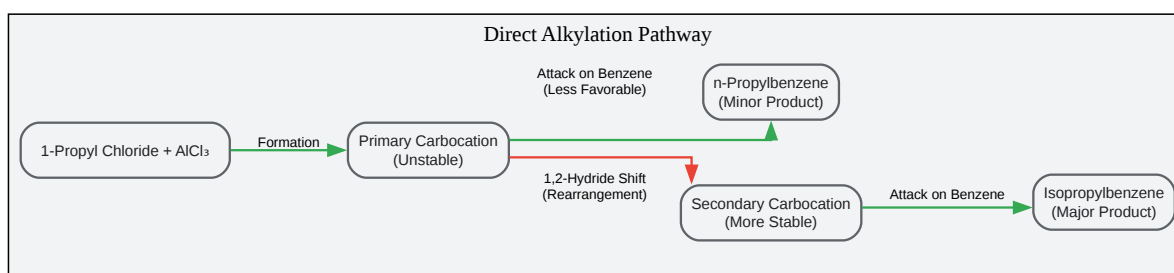 Direct Alkylation Pathway
Attack on Benzene
(Less Favorable)
n-Propylbenzene
(Minor Product)
1-Propyl Chloride + AlCl₃
Formation
Primary Carbocation
(Unstable)
1,2-Hydride Shift
(Rearrangement)
Secondary Carbocation
(More Stable)
Attack on Benzene
Isopropylbenzene
(Major Product)